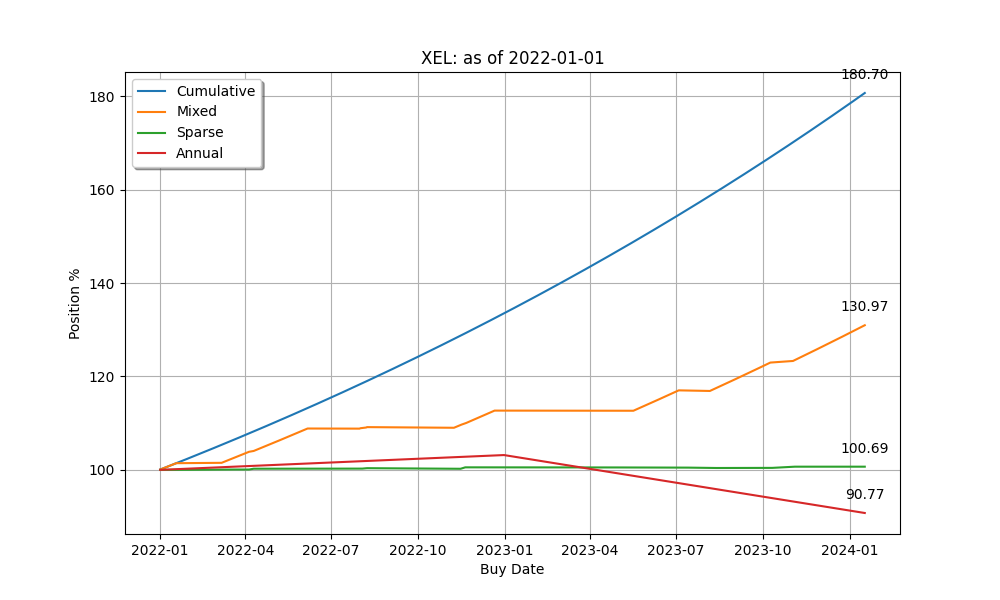 XEL: as of 2022-01-01
180.70
180
Cumulative
Mixed
Sparse
Annual
160
140
130.97
120
100.69
100
90.77
Position %
2022-01 2022-04 2022-07 2022-10 2023-01 2023-04 2023-07 2023-10 2024-01
Buy Date